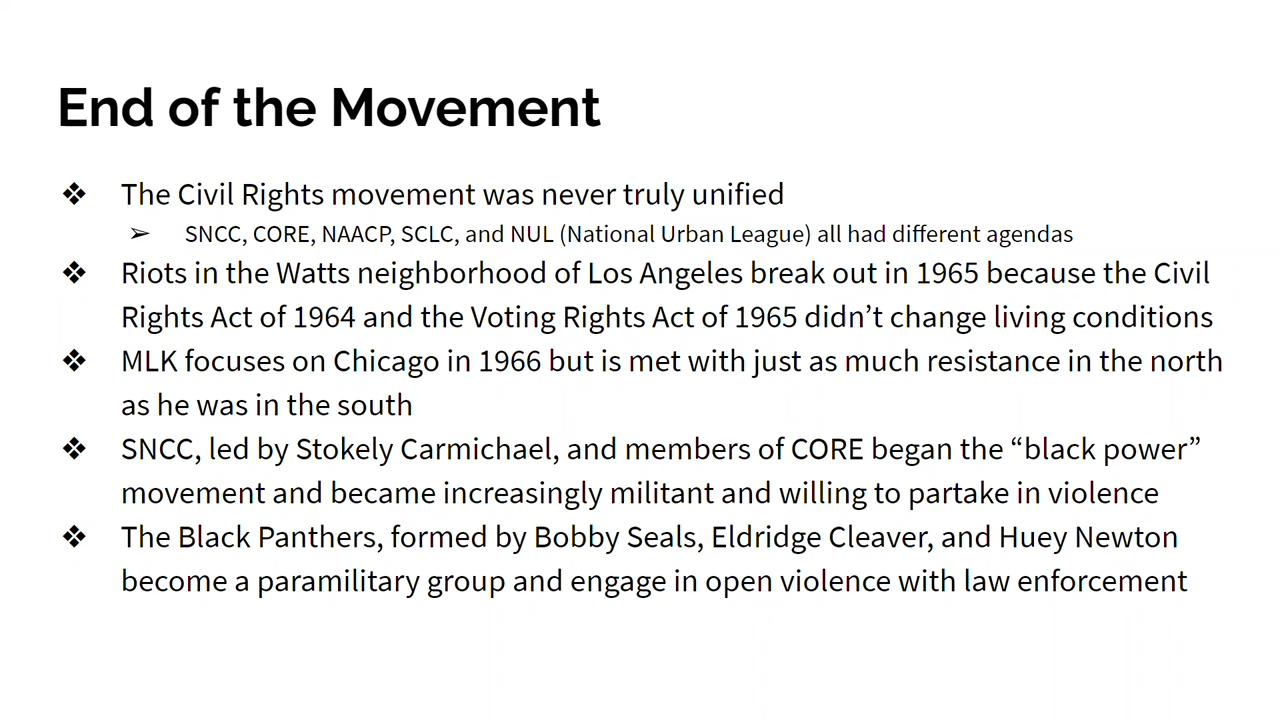 End of the Movement
❖ The Civil Rights movement was never truly unified
➢ SNCC, CORE, NAACP, SCLC, and NUL (National Urban League) all had different agendas
❖ Riots in the Watts neighborhood of Los Angeles break out in 1965 because the Civil
Rights Act of 1964 and the Voting Rights Act of 1965 didn’t change living conditions
❖ MLK focuses on Chicago in 1966 but is met with just as much resistance in the north
as he was in the south
❖ SNCC, led by Stokely Carmichael, and members of CORE began the “black power”
movement and became increasingly militant and willing to partake in violence
❖ The Black Panthers, formed by Bobby Seals, Eldridge Cleaver, and Huey Newton
become a paramilitary group and engage in open violence with law enforcement